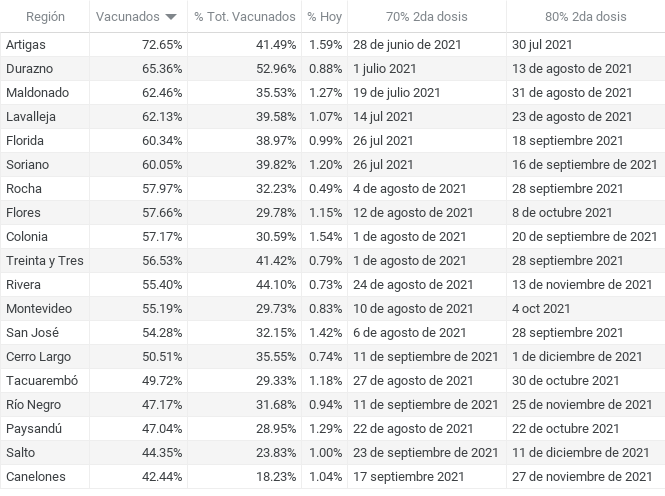 Región Vacunados % Tot. Vacunados % Hoy 70% 2da dosis 80% 2da dosis
Artigas 72.65% 41.49% 1.59% 28 de junio de 2021 30 jul 2021
Durazno 65.36% 52.96% 0.88% 1 julio 2021 13 de agosto de 2021
Maldonado 62.46% 35.53% 1.27% 19 de julio 2021 31 de agosto de 2021
Lavalleja 62.13% 39.58% 1.07% 14 jul 2021 23 de agosto de 2021
Florida 60.34% 38.97% 0.99% 26 jul 2021 18 septiembre 2021
Soriano 60.05% 39.82% 1.20% 26 jul 2021 16 de septiembre de 2021
Rocha 57.97% 32.23% 0.49% 4 de agosto de 2021 28 septiembre 2021
Flores 57.66% 29.78% 1.15% 12 de agosto de 2021 8 de octubre 2021
Colonia 57.17% 30.59% 1.54% 1 de agosto de 2021 20 de septiembre de 2021
Treinta y Tres 56.53% 41.42% 0.79% 1 de agosto de 2021 28 septiembre 2021
Rivera 55.40% 44.10% 0.73% 24 de agosto de 2021 13 de noviembre de 2021
Montevideo 55.19% 29.73% 0.83% 10 de agosto de 2021 4 oct 2021
San José 54.28% 32.15% 1.42% 6 de agosto de 2021 28 septiembre 2021
Cerro Largo 50.51% 35.55% 0.74% 11 de septiembre de 2021 1 de diciembre de 2021
Tacuarembó 49.72% 29.33% 1.18% 27 de agosto de 2021 30 de octubre 2021
Río Negro 47.17% 31.68% 0.94% 11 de septiembre de 2021 25 de noviembre de 2021
Paysandú 47.04% 28.95% 1.29% 22 de agosto de 2021 22 de octubre 2021
Salto 44.35% 23.83% 1.00% 23 de septiembre de 2021 11 de diciembre de 2021
Canelones 42.44% 18.23% 1.04% 17 septiembre 2021 27 de noviembre de 2021